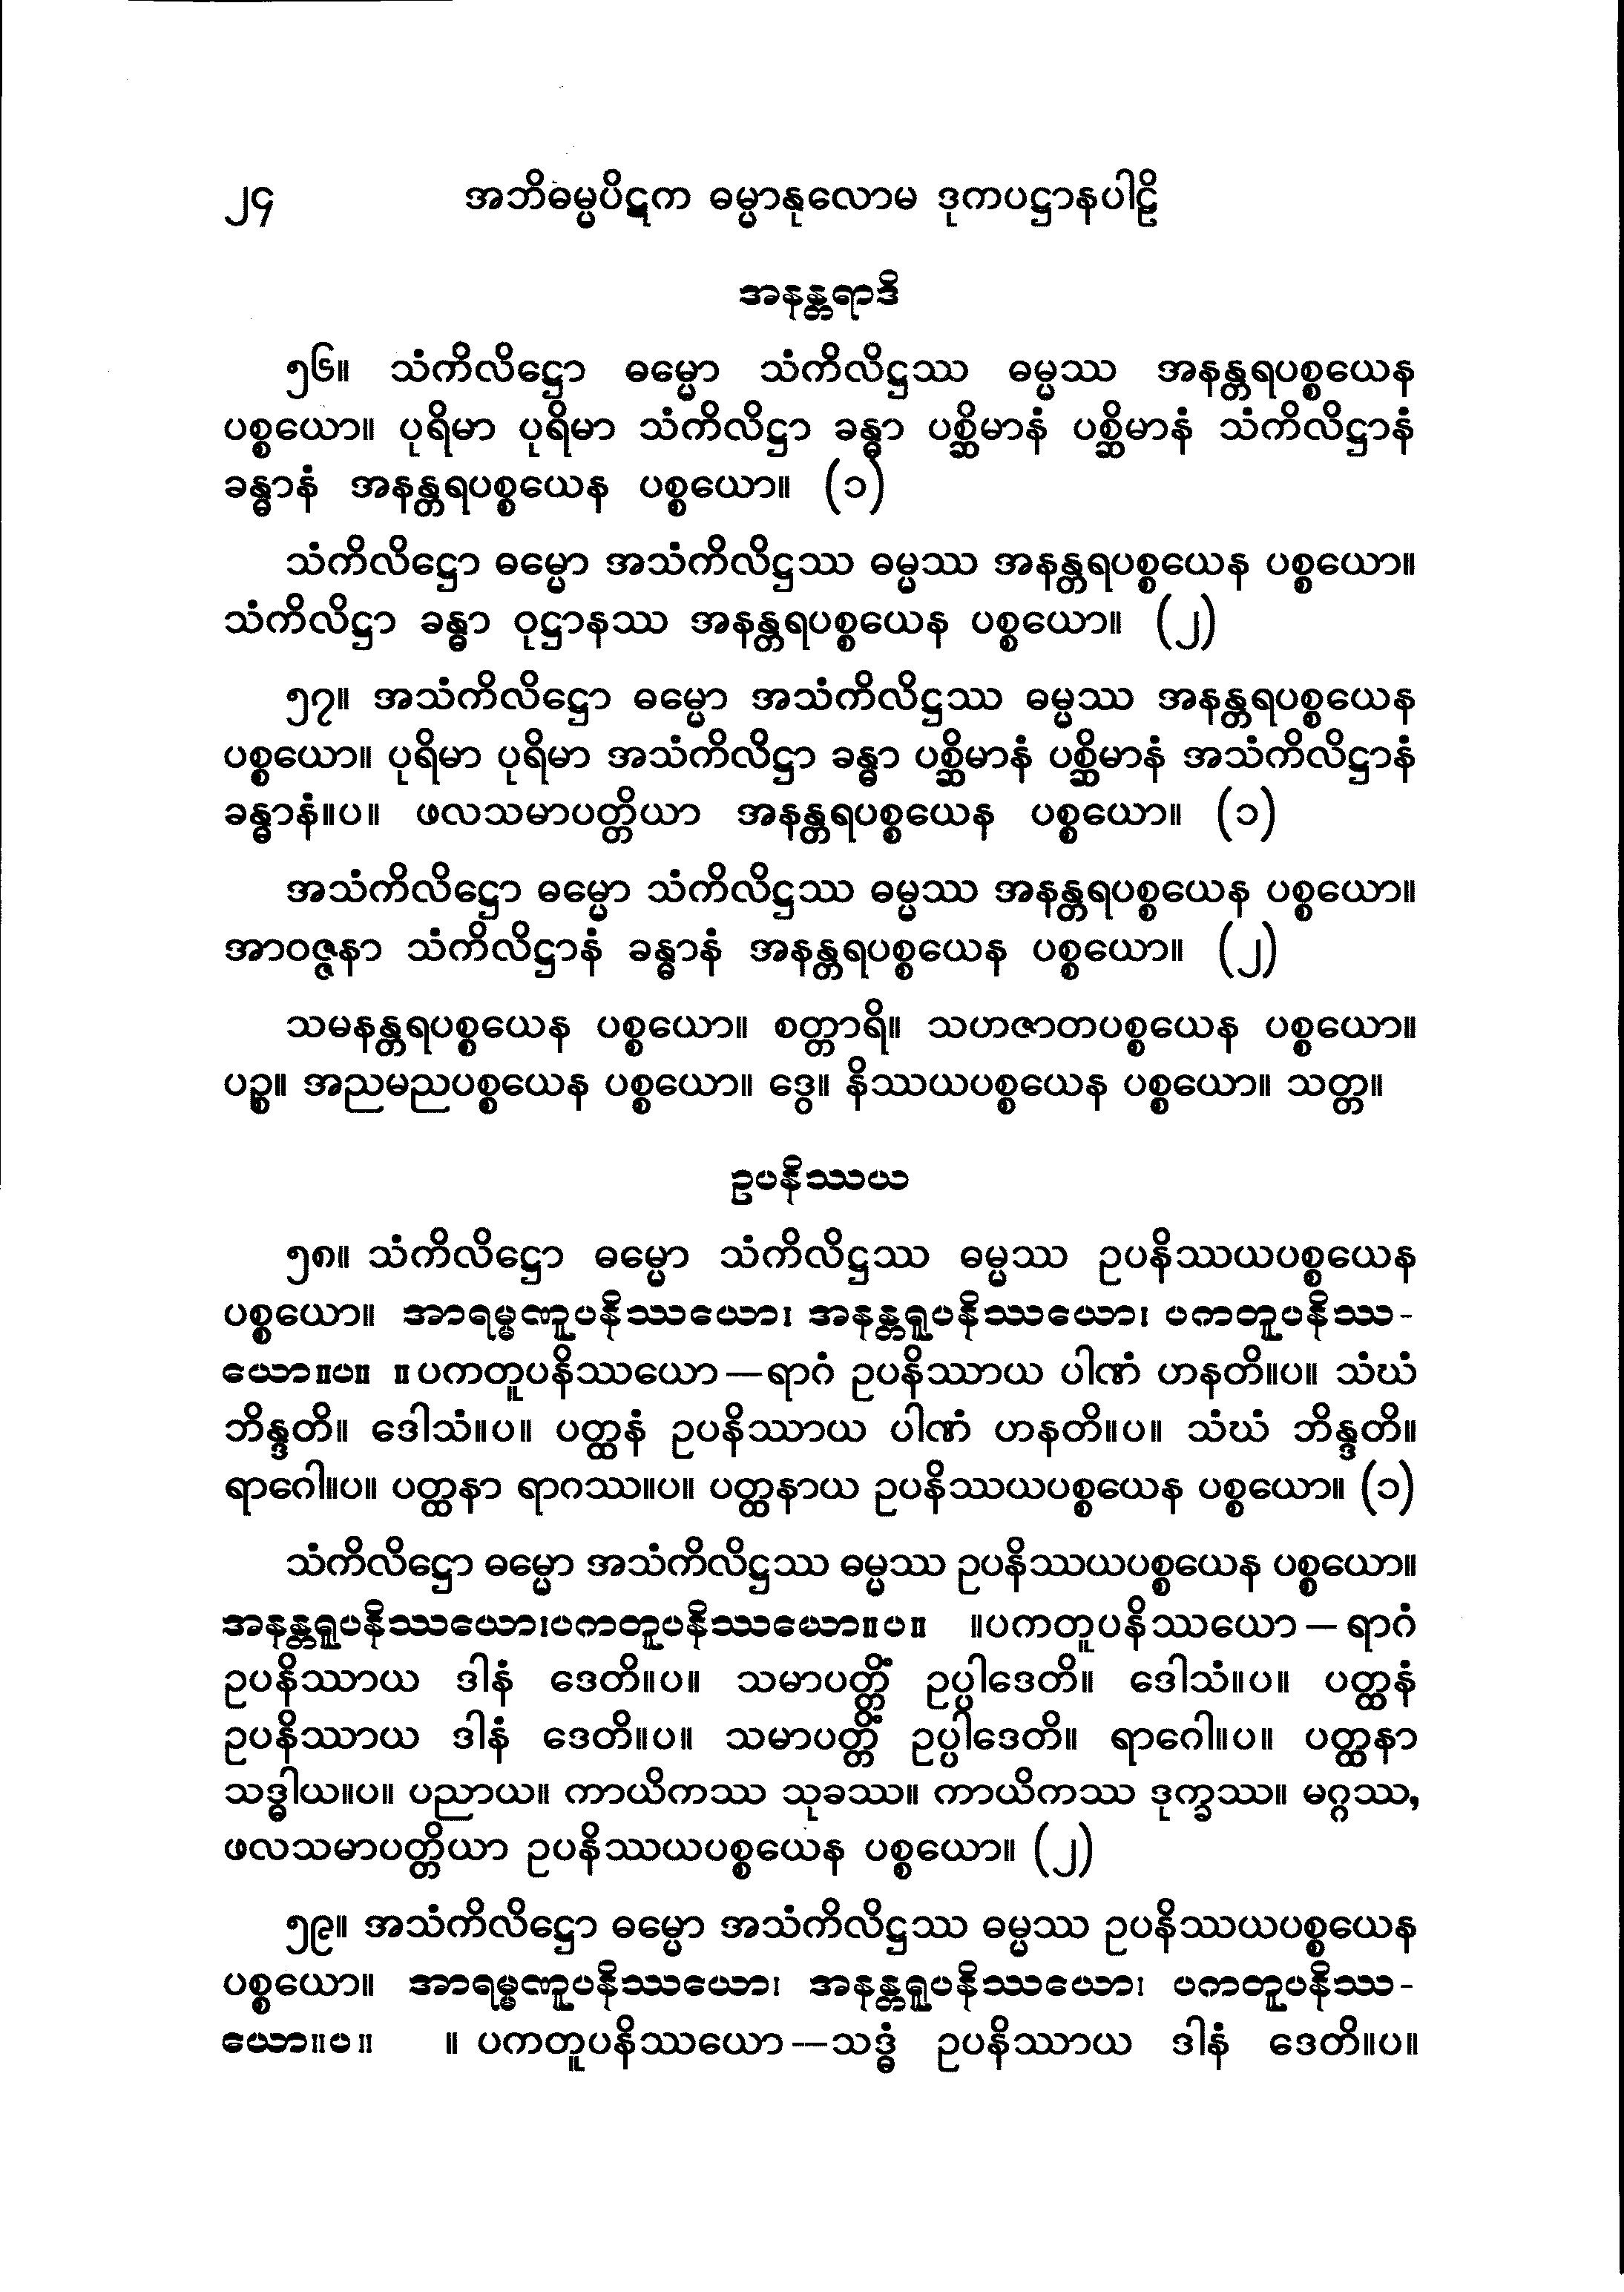 ၂၄ အဘိဓမ္မပိဋက ဓမ္မာနုလောမ ဒုကပဋ္ဌာနပါဠိ
အနန္တရာဒိ
၅၆။ သံကိလိဋ္ဌော ဓမ္မော သံကိလိဋ္ဌဿ ဓမ္မဿ အနန္တရပစ္စယေန
ပစ္စယော။ ပုရိမာ ပုရိမာ သံကိလိဋ္ဌာ ခန္ဓာ ပစ္ဆိမာနံ ပစ္ဆိမာနံ သံကိလိဋ္ဌာနံ
ခန္ဓာနံ အနန္တရပစ္စယေန ပစ္စယော။ (၁)
သံကိလိဋ္ဌော ဓမ္မော အသံကိလိဋ္ဌဿ ဓမ္မဿ အနန္တရပစ္စယေန ပစ္စယော။
သံကိလိဋ္ဌာ ခန္ဓာ ဝုဋ္ဌာနဿ အနန္တရပစ္စယေန ပစ္စယော။ (၂)
၅၇။ အသံကိလိဋ္ဌော ဓမ္မော အသံကိလိဋ္ဌဿ ဓမ္မဿ အနန္တရပစ္စယေန
ပစ္စယော။ ပုရိမာ ပုရိမာ အသံကိလိဋ္ဌာ ခန္ဓာ ပစ္ဆိမာနံ ပစ္ဆိမာနံ အသံကိလိဋ္ဌာနံ
ခန္ဓာနံ။ပ။ ဖလသမာပတ္တိယာ အနန္တရပစ္စယေန ပစ္စယော။ (၁)
အသံကိလိဋ္ဌော ဓမ္မော သံကိလိဋ္ဌဿ ဓမ္မဿ အနန္တရပစ္စယေန ပစ္စယော။
အာဝဇ္ဇနာ သံကိလိဋ္ဌာနံ ခန္ဓာနံ အနန္တရပစ္စယေန ပစ္စယော။ (၂)
သမနန္တရပစ္စယေန ပစ္စယော။ စတ္တာရိ။ သဟဇာတပစ္စယေန ပစ္စယော။
ပဉ္စ။ အညမညပစ္စယေန ပစ္စယော။ ဒွေ။ နိဿယပစ္စယေန ပစ္စယော။ သတ္တ။
ဥပနိဿယ
၅၈။ သံကိလိဋ္ဌော ဓမ္မော သံကိလိဋ္ဌဿ ဓမ္မဿ ဥပနိဿယပစ္စယေန
ပစ္စယော။ အာရမ္မဏူပနိဿယော၊ အနန္တရူပနိဿယော၊ ပကတူပနိဿ-
ယော။ပ။ ။ပကတူပနိဿယော—ရာဂံ ဥပနိဿာယ ပါဏံ ဟနတိ။ပ။ သံဃံ
ဘိန္ဒတိ။ ဒေါသံ။ပ။ ပတ္ထနံ ဥပနိဿာယ ပါဏံ ဟနတိ။ပ။ သံဃံ ဘိန္ဒတိ။
ရာဂေါ။ပ။ ပတ္ထနာ ရာဂဿ။ပ။ ပတ္ထနာယ ဥပနိဿယပစ္စယေန ပစ္စယော။ (၁)
သံကိလိဋ္ဌော ဓမ္မော အသံကိလိဋ္ဌဿ ဓမ္မဿ ဥပနိဿယပစ္စယေန ပစ္စယော။
အနန္တရူပနိဿယော၊ပကတူပနိဿယော။ပ။ ။ပကတူပနိဿယော — ရာဂံ
ဥပနိဿာယ ဒါနံ ဒေတိ။ပ။ သမာပတ္တိံ ဥပ္ပါဒေတိ။ ဒေါသံ။ပ။ ပတ္ထနံ
ဥပနိဿာယ ဒါနံ ဒေတိ။ပ။ သမာပတ္တိံ ဥပ္ပါဒေတိ။ ရာဂေါ။ပ။ ပတ္ထနာ
သဒ္ဓါယ။ပ။ ပညာယ။ ကာယိကဿ သုခဿ။ ကာယိကဿ ဒုက္ခဿ။ မဂ္ဂဿ,
ဖလသမာပတ္တိယာ ဥပနိဿယပစ္စယေန ပစ္စယော။ (၂)
၅၉။ အသံကိလိဋ္ဌော ဓမ္မော အသံကိလိဋ္ဌဿ ဓမ္မဿ ဥပနိဿယပစ္စယေန
ပစ္စယော။ အာရမ္မဏူပနိဿယော၊ အနန္တရူပနိဿယော၊ ပကတူပနိဿ-
ယော။ပ။ ။ ပကတူပနိဿယော—သဒ္ဓံ ဥပနိဿာယ ဒါနံ ဒေတိ။ပ။